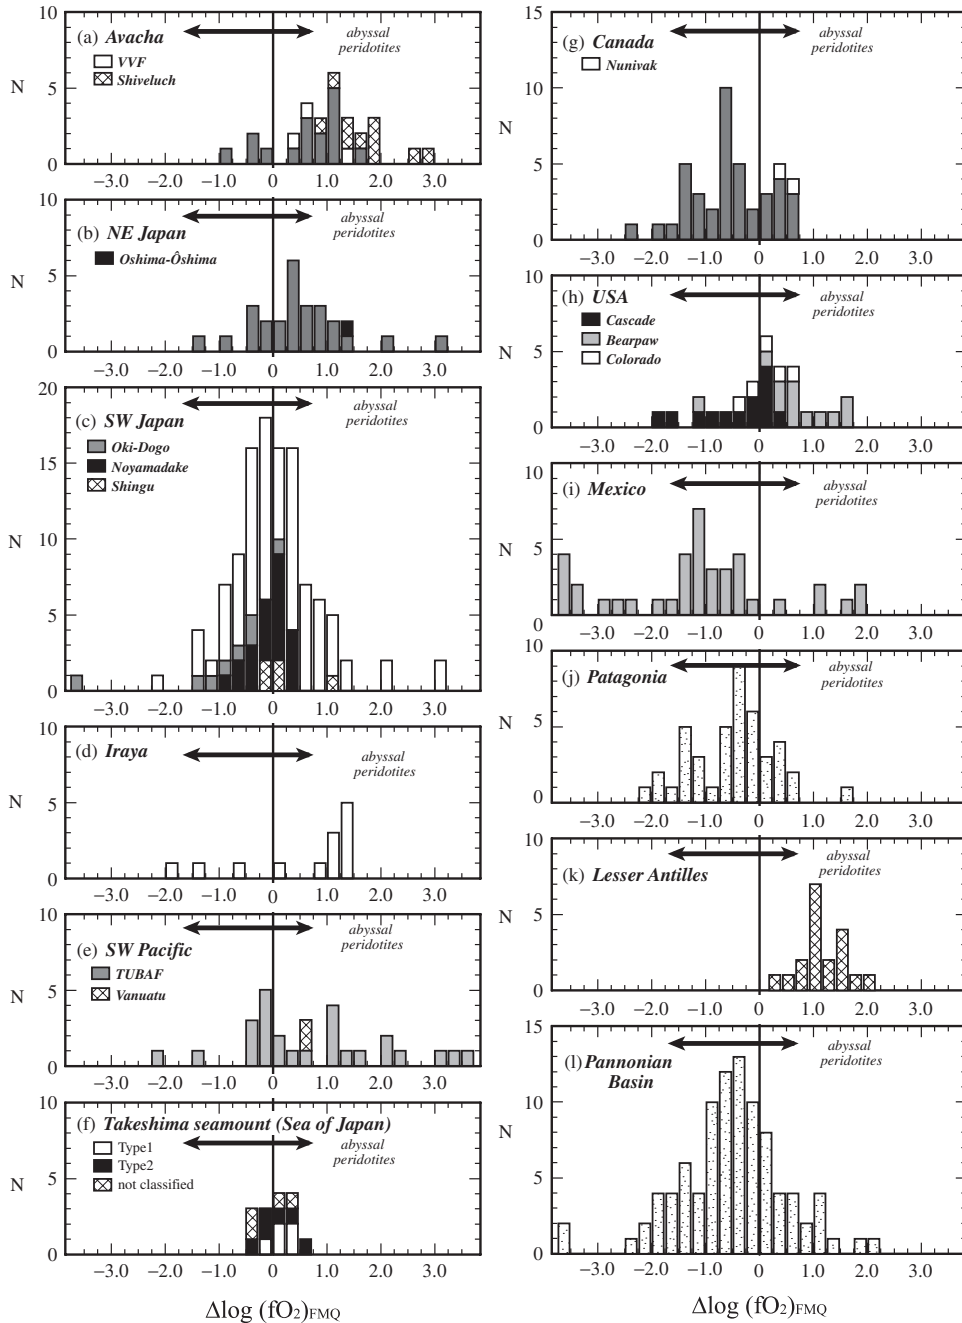 (a) Avacha
VVF
Shiveluch
abyssal
peridotites
N
10
5
0
−3.0 −2.0 −1.0 0 1.0 2.0 3.0
(b) NE Japan
Oshima-Ôshima
abyssal
peridotites
N
10
5
0
−3.0 −2.0 −1.0 0 1.0 2.0 3.0
(c) SW Japan
Oki-Dogo
Noyamadake
Shingu
abyssal
peridotites
N
20
15
10
5
0
−3.0 −2.0 −1.0 0 1.0 2.0 3.0
(d) Iraya
abyssal
peridotites
N
10
5
0
−3.0 −2.0 −1.0 0 1.0 2.0 3.0
(e) SW Pacific
TUBAF
Vanuatu
abyssal
peridotites
N
10
5
0
−3.0 −2.0 −1.0 0 1.0 2.0 3.0
(f) Takeshima seamount (Sea of Japan)
Type1
Type2
not classified
abyssal
peridotites
N
10
5
0
−3.0 −2.0 −1.0 0 1.0 2.0 3.0
Δlog (fO2)FMQ
(g) Canada
Nunivak
abyssal
peridotites
N
15
10
5
0
−3.0 −2.0 −1.0 0 1.0 2.0 3.0
(h) USA
Cascade
Bearpaw
Colorado
abyssal
peridotites
N
10
5
0
−3.0 −2.0 −1.0 0 1.0 2.0 3.0
(i) Mexico
abyssal
peridotites
N
10
5
0
−3.0 −2.0 −1.0 0 1.0 2.0 3.0
(j) Patagonia
abyssal
peridotites
N
10
5
0
−3.0 −2.0 −1.0 0 1.0 2.0 3.0
(k) Lesser Antilles
abyssal
peridotites
N
10
5
0
−3.0 −2.0 −1.0 0 1.0 2.0 3.0
(l) Pannonian
Basin
abyssal
peridotites
N
15
10
5
0
−3.0 −2.0 −1.0 0 1.0 2.0 3.0
Δlog (fO2)FMQ